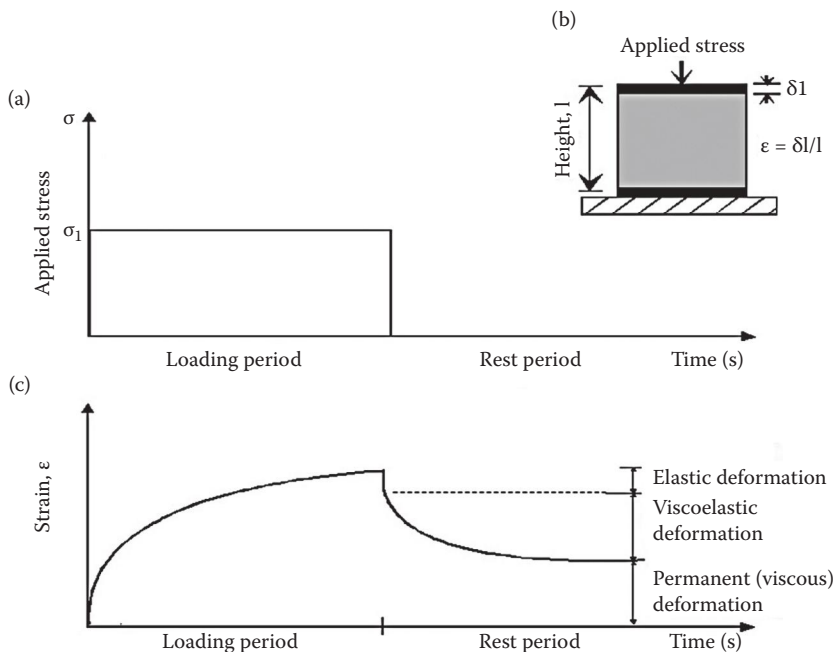 (b)
Applied stress
(a)
δ1
σ
Height, l
ε = δl/l
Applied stress
σ1
Loading period
Rest period
Time (s)
(c)
Strain, ε
Elastic deformation
Viscoelastic
deformation
Permanent (viscous)
deformation
Loading period
Rest period
Time (s)